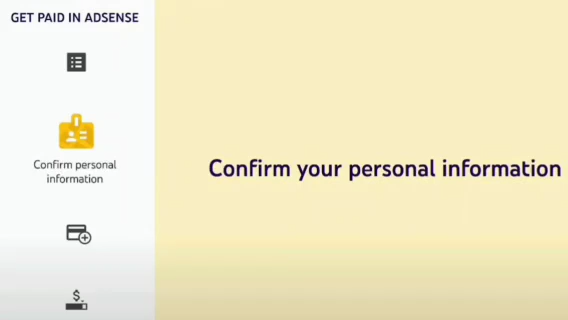 GET PAID IN ADSENSE
Confirm personal
information
Confirm your personal information
$